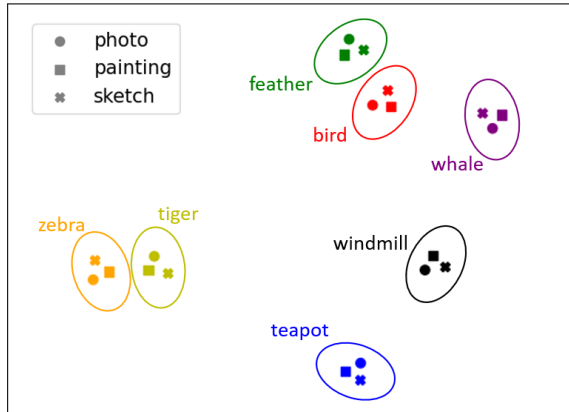 photo
painting
sketch
feather
bird
whale
zebra
tiger
windmill
teapot